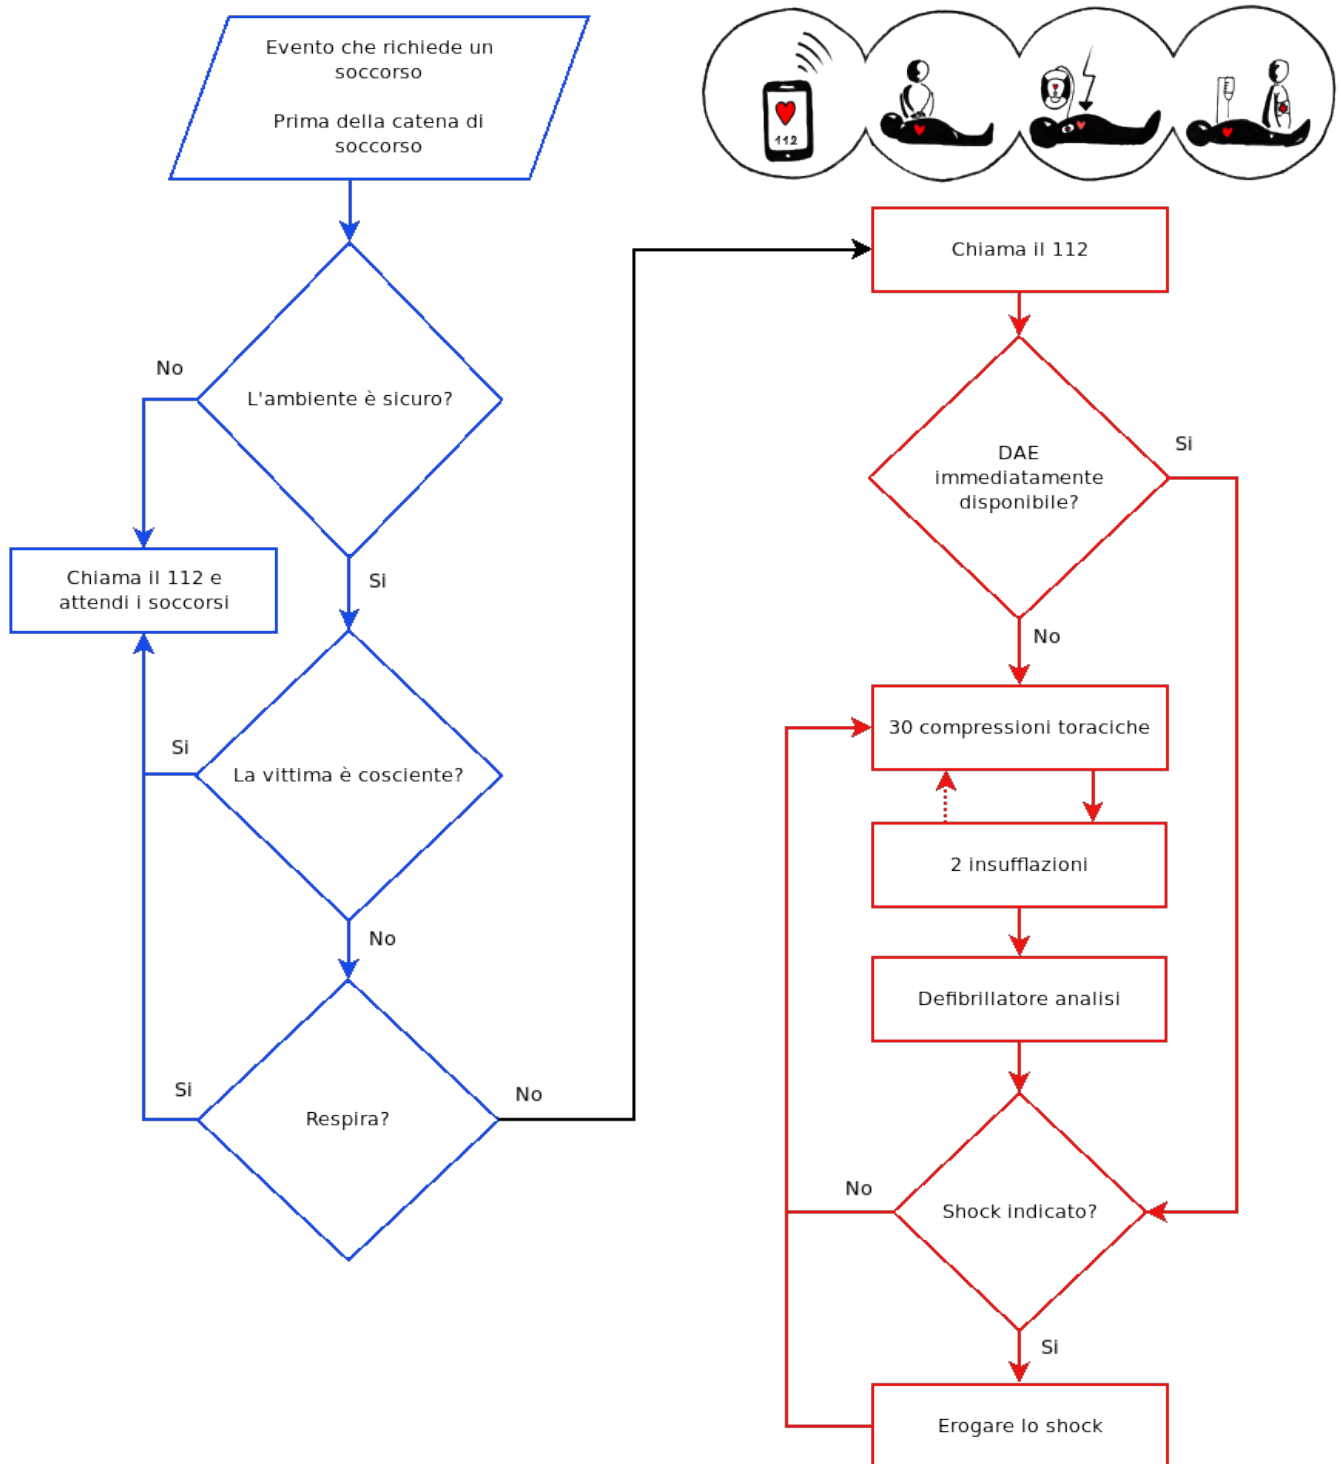 Evento che richiede un
soccorso
Prima della catena di
soccorso
L'ambiente è sicuro?
No
Si
Chiama il 112 e
attendi i soccorsi
La vittima è cosciente?
Si
No
Respira?
Si
No
112
Chiama il 112
DAE
immediatamente
disponibile?
Si
No
30 compressioni toraciche
2 insufflazioni
Defibrillatore analisi
Shock indicato?
No
Si
Erogare lo shock